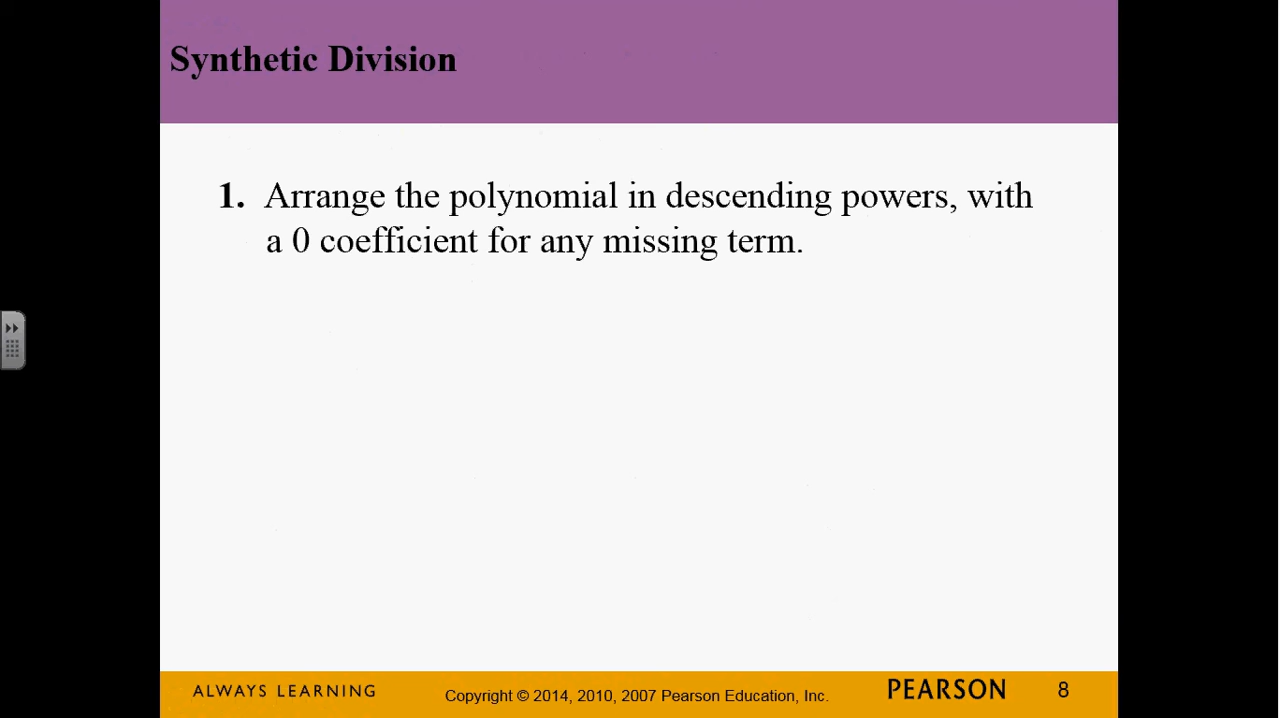 Synthetic Division
1. Arrange the polynomial in descending powers, with
a 0 coefficient for any missing term.
ALWAYS LEARNING Copyright © 2014, 2010, 2007 Pearson Education, Inc. PEARSON 8